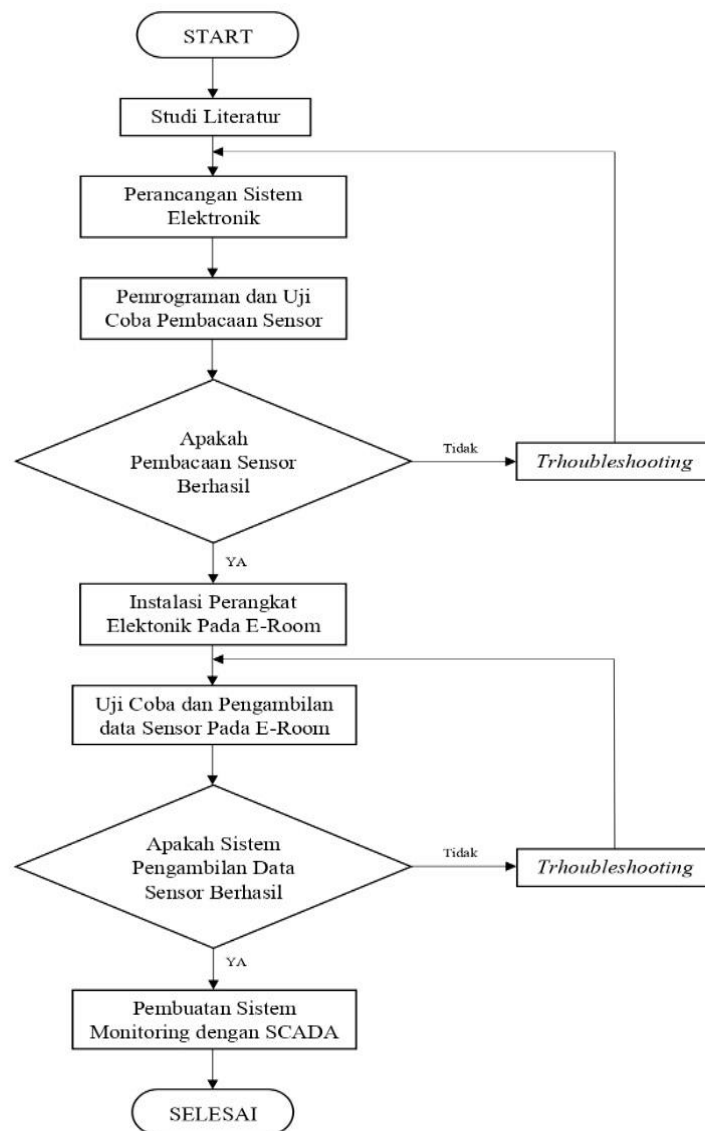 START
Studi Literatur
Perancangan Sistem
Elektronik
Pemrograman dan Uji
Coba Pembacaan Sensor
Apakah
Pembacaan Sensor
Berhasil
Tidak
Trhoubleshooting
YA
Instalasi Perangkat
Elektonik Pada E-Room
Uji Coba dan Pengambilan
data Sensor Pada E-Room
Apakah Sistem
Pengambilan Data
Sensor Berhasil
Tidak
Trhoubleshooting
YA
Pembuatan Sistem
Monitoring dengan SCADA
SELESAI